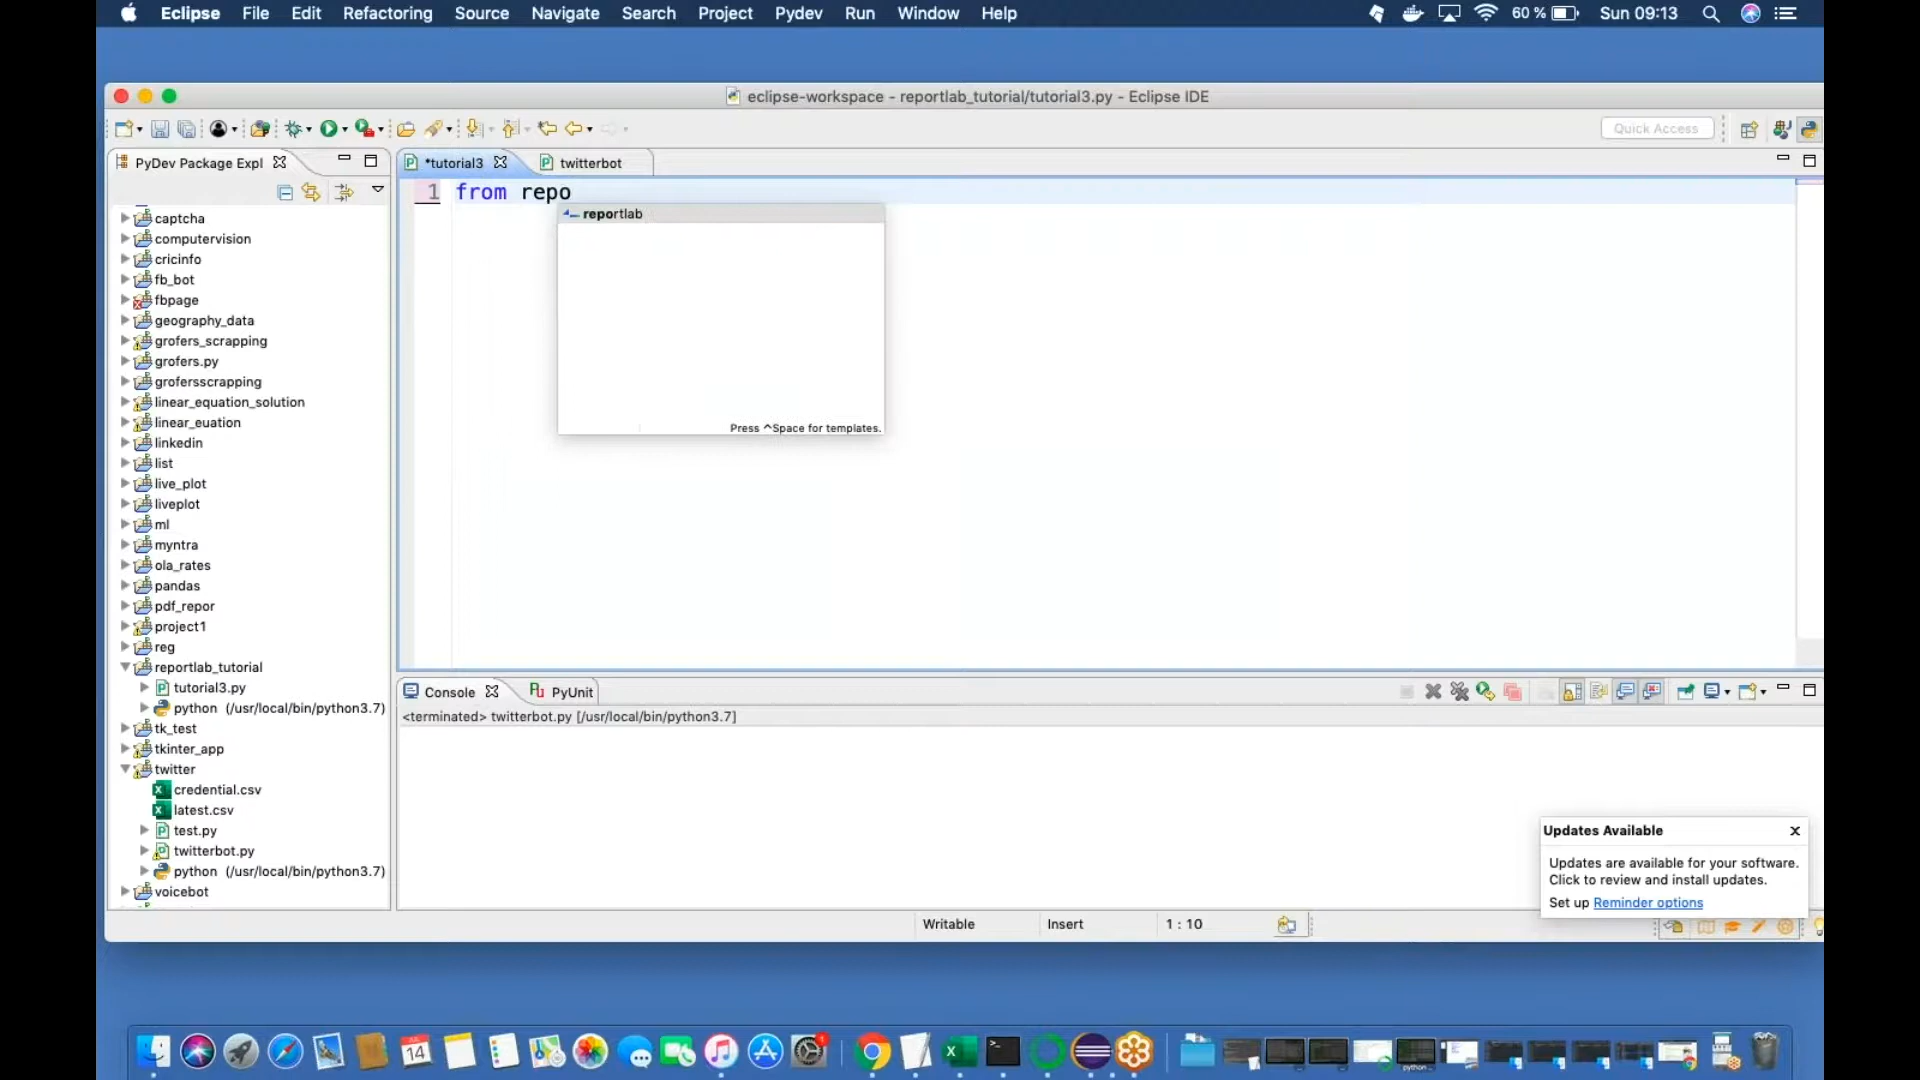 Eclipse File Edit Refactoring Source Navigate Search Project Pydev Run Window Help 60 % Sun 09:13
eclipse-workspace - reportlab_tutorial/tutorial3.py - Eclipse IDE
Quick Access
PyDev Package Expl
*tutorial3 twitterbot
1 from repo
reportlab
Press ^Space for templates.
captcha
computervision
cricinfo
fb_bot
fbpage
geography_data
grofers_scrapping
grofers.py
grofersscrapping
linear_equation_solution
linear_euation
linkedin
list
live_plot
liveplot
ml
myntra
ola_rates
pandas
pdf_repor
project1
reg
reportlab_tutorial
tutorial3.py
python (/usr/local/bin/python3.7)
tk_test
tkinter_app
twitter
credential.csv
latest.csv
test.py
twitterbot.py
python (/usr/local/bin/python3.7)
voicebot
Console PyUnit
<terminated> twitterbot.py [/usr/local/bin/python3.7]
Updates Available
Updates are available for your software.
Click to review and install updates.
Set up Reminder options
Writable Insert 1 : 10
14
1
python